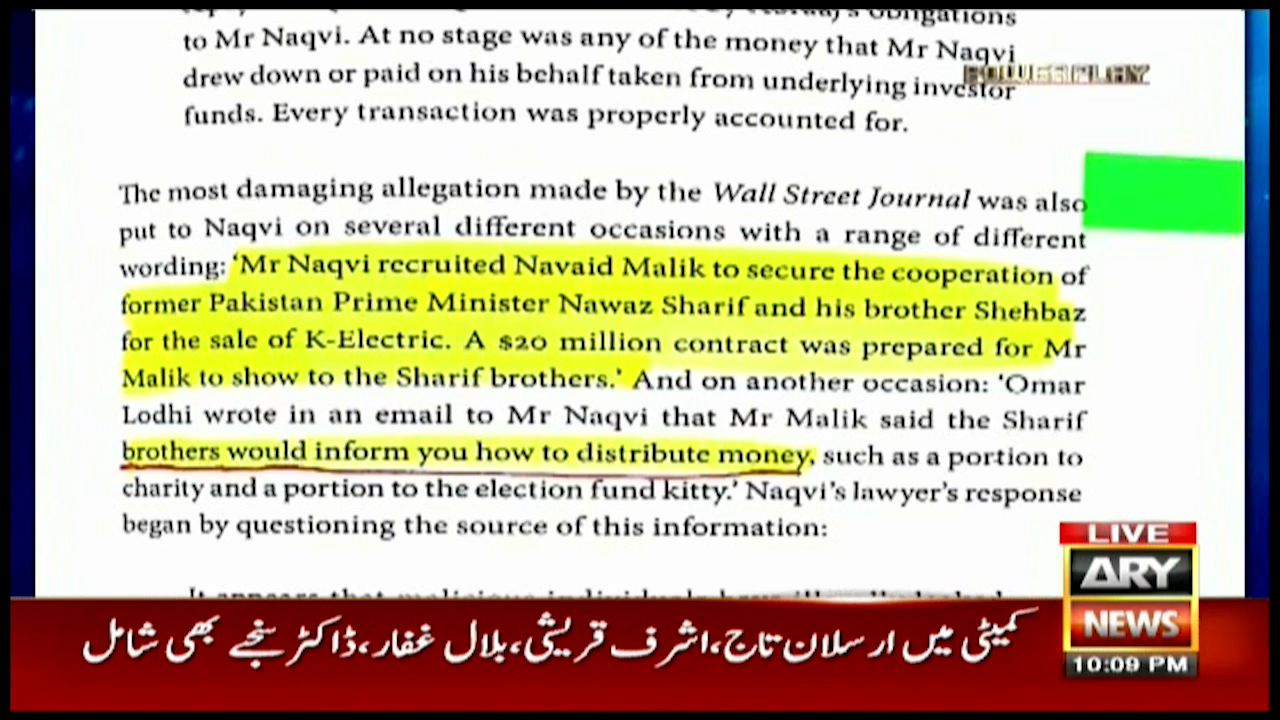 obligations
to Mr Naqvi. At no stage was any of the money that Mr Naqvi
drew down or paid on his behalf taken from underlying investor
POWERPLAY
funds. Every transaction was properly accounted for.
The most damaging allegation made by the Wall Street Journal was also
put to Naqvi on several different occasions with a range of different
wording: ‘Mr Naqvi recruited Navaid Malik to secure the cooperation of
former Pakistan Prime Minister Nawaz Sharif and his brother Shehbaz
for the sale of K-Electric. A $20 million contract was prepared for Mr
Malik to show to the Sharif brothers.’ And on another occasion: ‘Omar
Lodhi wrote in an email to Mr Naqvi that Mr Malik said the Sharif
brothers would inform you how to distribute money, such as a portion to
charity and a portion to the election fund kitty.’ Naqvi’s lawyer’s response
began by questioning the source of this information:
LIVE
ARY
NEWS
10:09 PM
کمیٹی میں ارسلان تاج،اشرف قریشی،بلال غفار،ڈاکٹر سنجے بھی شامل